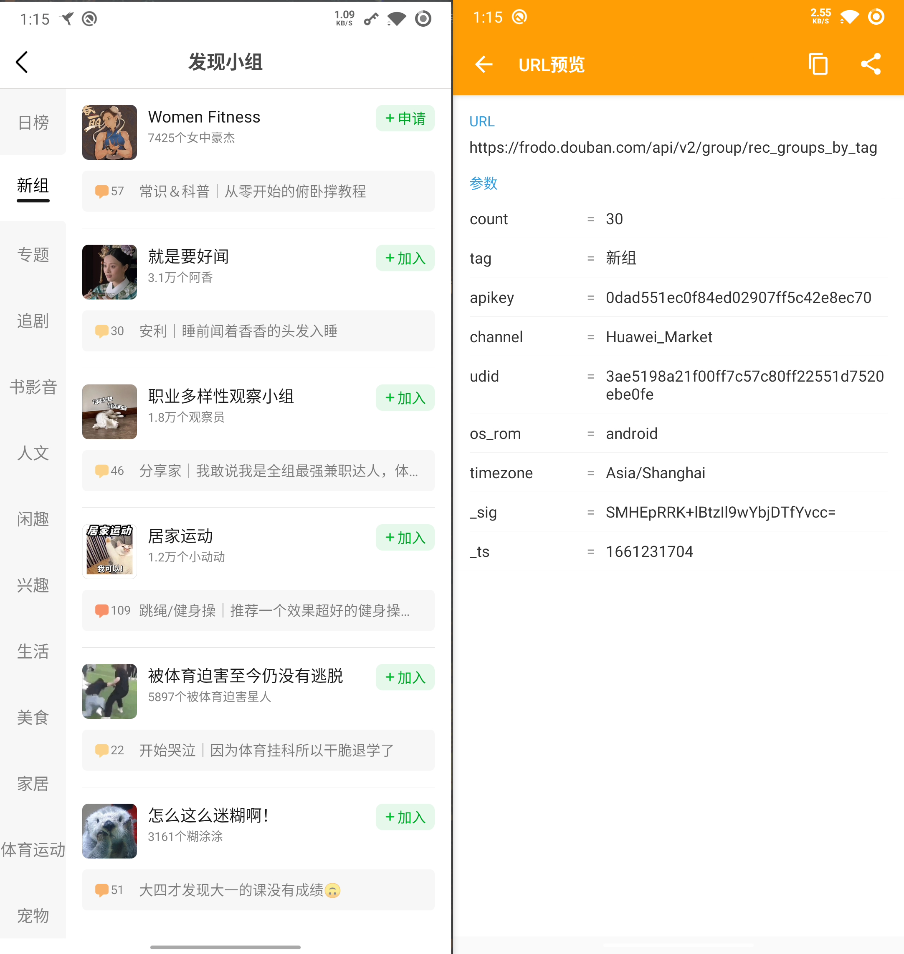 1:15
1.09
KB/S
发现小组
日榜
新组
专题
追剧
书影音
人文
闲趣
兴趣
生活
美食
家居
体育运动
宠物
Women Fitness
+ 申请
7425个女中豪杰
57 常识＆科普｜从零开始的俯卧撑教程
就是要好闻
+ 加入
3.1万个阿香
30 安利｜睡前闻着香香的头发入睡
职业多样性观察小组
+ 加入
1.8万个观察员
46 分享家｜我敢说我是全组最强兼职达人，体...
居家运动
我可以!
居家运动
+ 加入
1.2万个小动动
109 跳绳/健身操｜推荐一个效果超好的健身操...
被体育迫害至今仍没有逃脱
+ 加入
5897个被体育迫害星人
22 开始哭泣｜因为体育挂科所以干脆退学了
怎么这么迷糊啊！
+ 加入
3161个糊涂涂
51 大四才发现大一的课没有成绩🙃
1:15
2.55
KB/S
URL预览
URL
https://frodo.douban.com/api/v2/group/rec_groups_by_tag
参数
count = 30
tag = 新组
apikey = 0dad551ec0f84ed02907ff5c42e8ec70
channel = Huawei_Market
udid = 3ae5198a21f00ff7c57c80ff22551d7520
ebe0fe
os_rom = android
timezone = Asia/Shanghai
_sig = SMHEpRRK+lBtzIl9wYbjDTfYvcc=
_ts = 1661231704